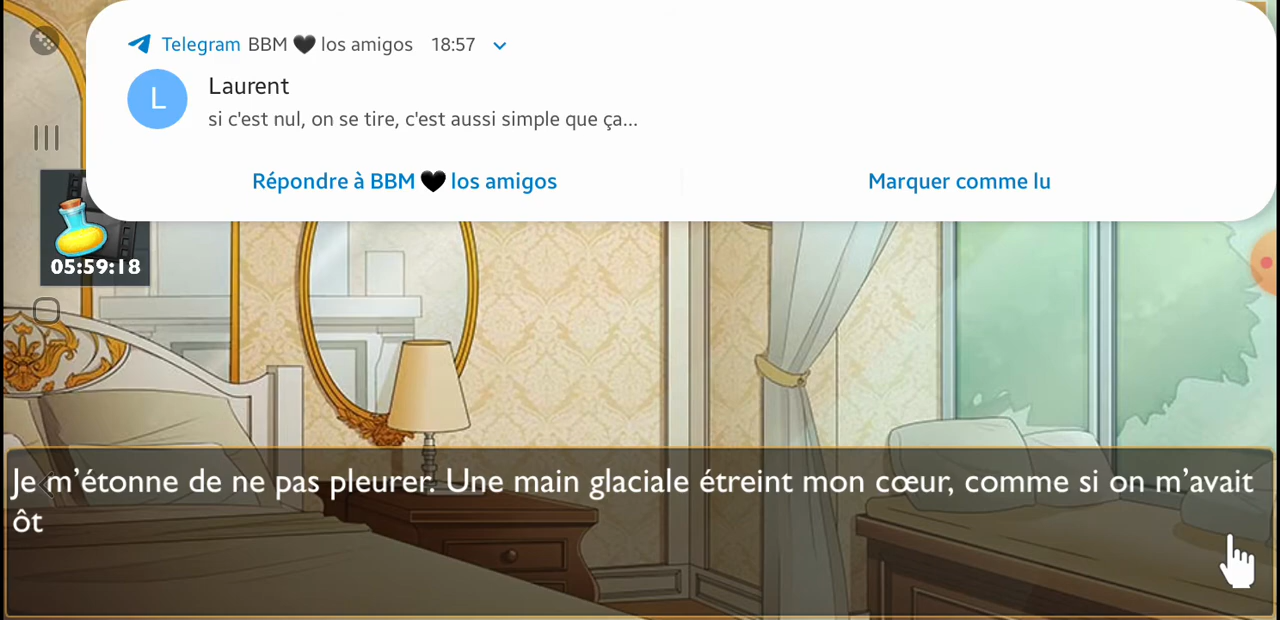 Telegram BBM 🖤 los amigos 18:57
L
Laurent
si c'est nul, on se tire, c'est aussi simple que ça...
Répondre à BBM 🖤 los amigos
Marquer comme lu
05:59:18
Je m’étonne de ne pas pleurer. Une main glaciale étreint mon cœur, comme si on m’avait
ôt